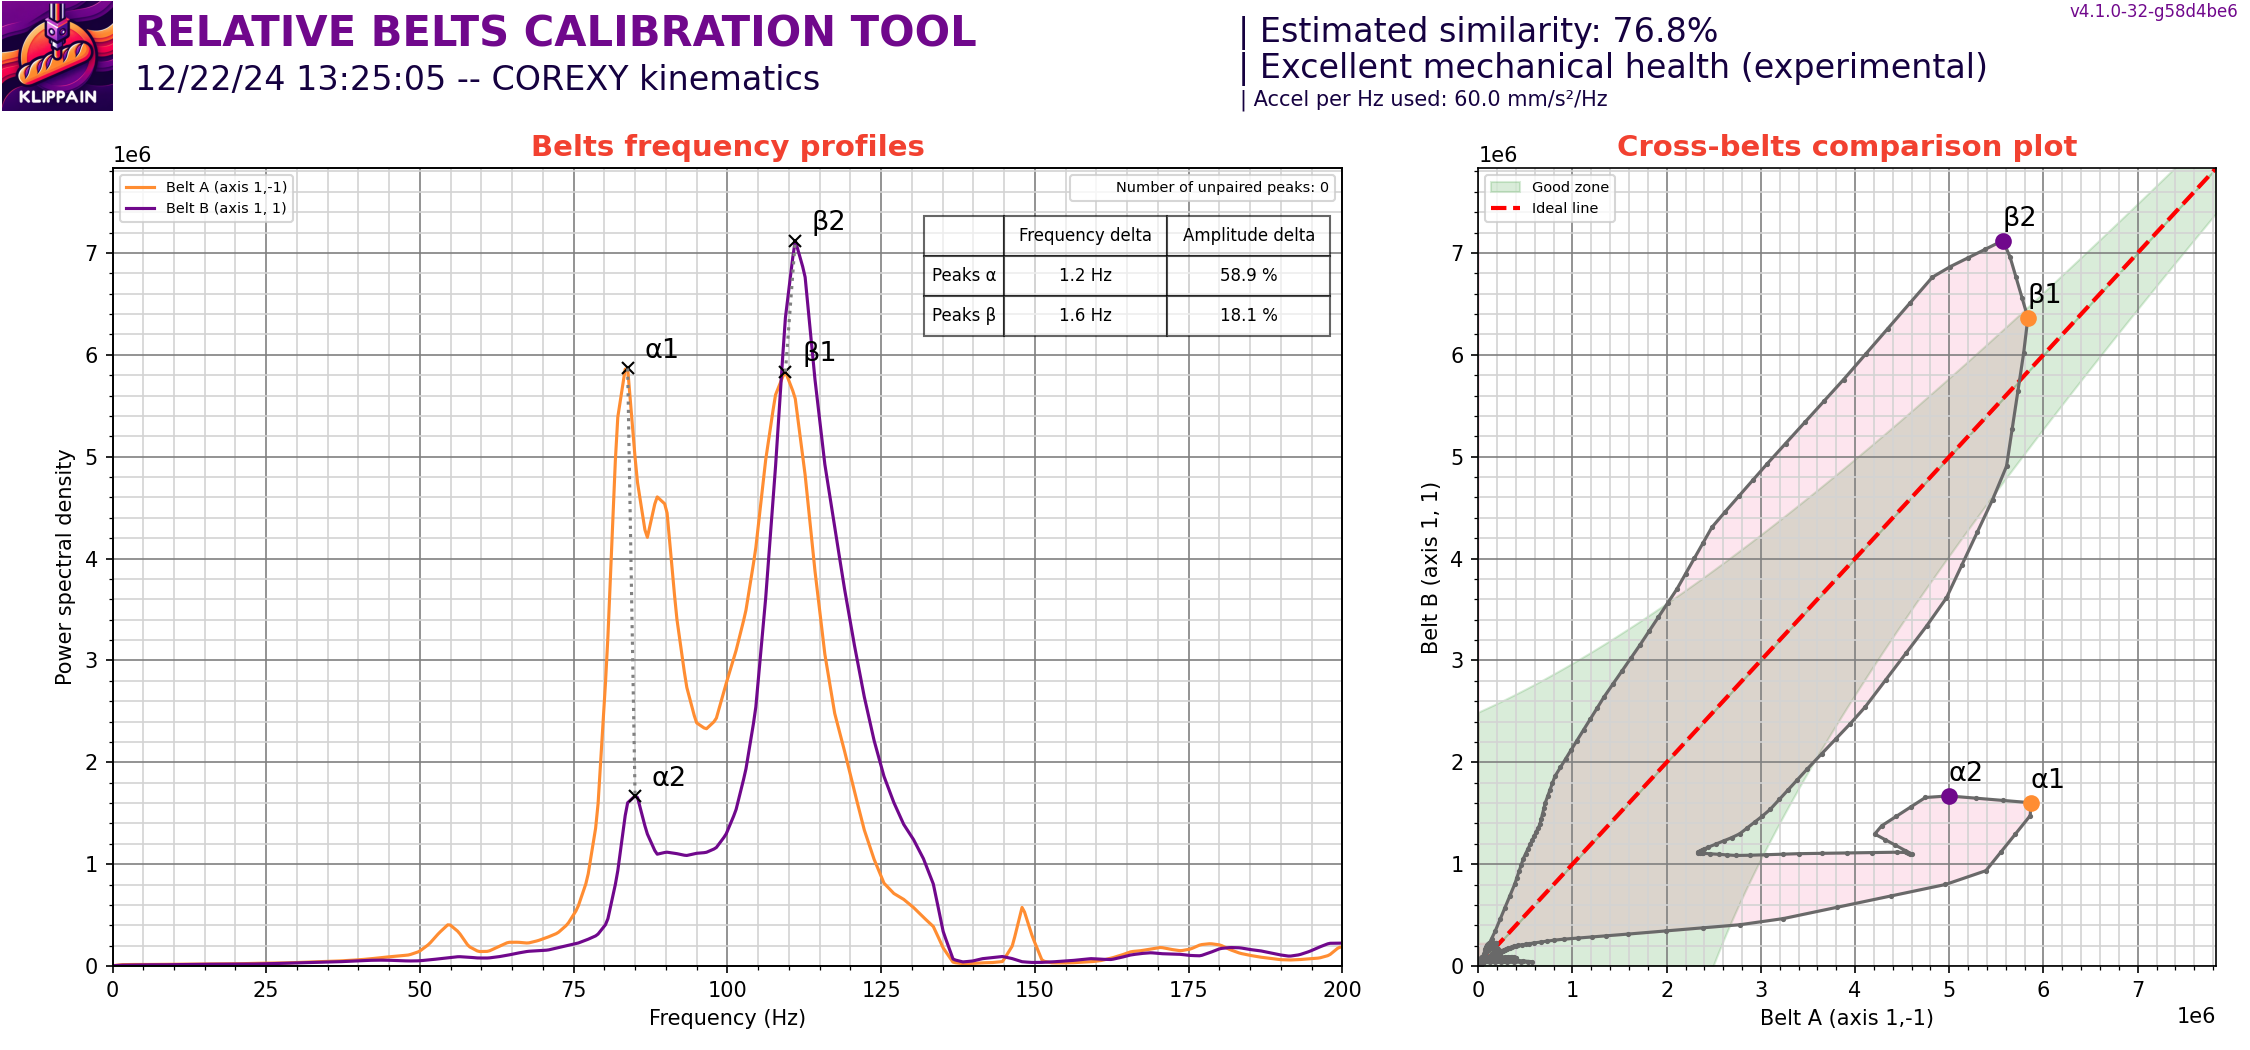 KLIPPAIN
RELATIVE BELTS CALIBRATION TOOL
12/22/24 13:25:05 -- COREXY kinematics
| Estimated similarity: 76.8%
| Excellent mechanical health (experimental)
| Accel per Hz used: 60.0 mm/s²/Hz
v4.1.0-32-g58d4be6
Belts frequency profiles
1e6
Belt A (axis 1,-1)
Belt B (axis 1, 1)
Number of unpaired peaks: 0
Frequency delta Amplitude delta
Peaks α 1.2 Hz 58.9 %
Peaks β 1.6 Hz 18.1 %
β2
β1
α1
α2
Power spectral density
7
6
5
4
3
2
1
0
0 25 50 75 100 125 150 175 200
Frequency (Hz)
Cross-belts comparison plot
1e6
Good zone
Ideal line
β2
β1
α2
α1
Belt B (axis 1, 1)
7
6
5
4
3
2
1
0
0 1 2 3 4 5 6 7
Belt A (axis 1,-1)
1e6